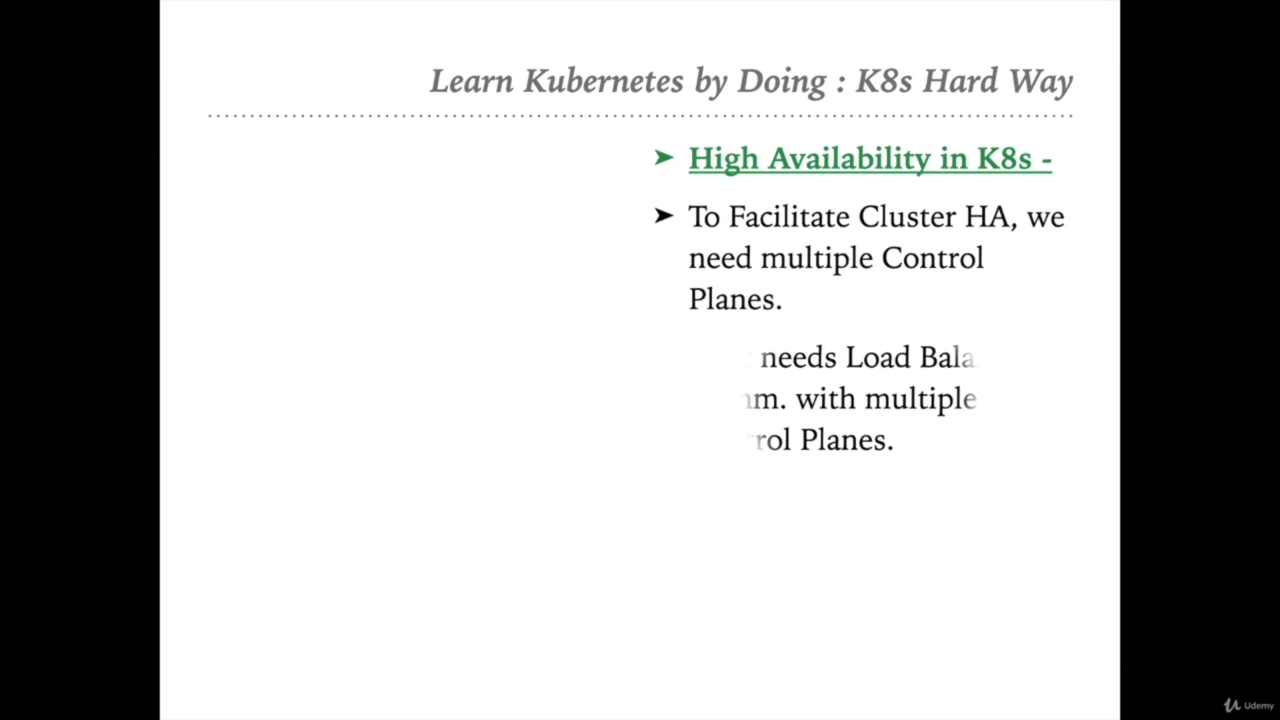 Learn Kubernetes by Doing : K8s Hard Way
➤ High Availability in K8s -
➤ To Facilitate Cluster HA, we
need multiple Control
Planes.
needs Load
with multiple
Planes.
Udemy